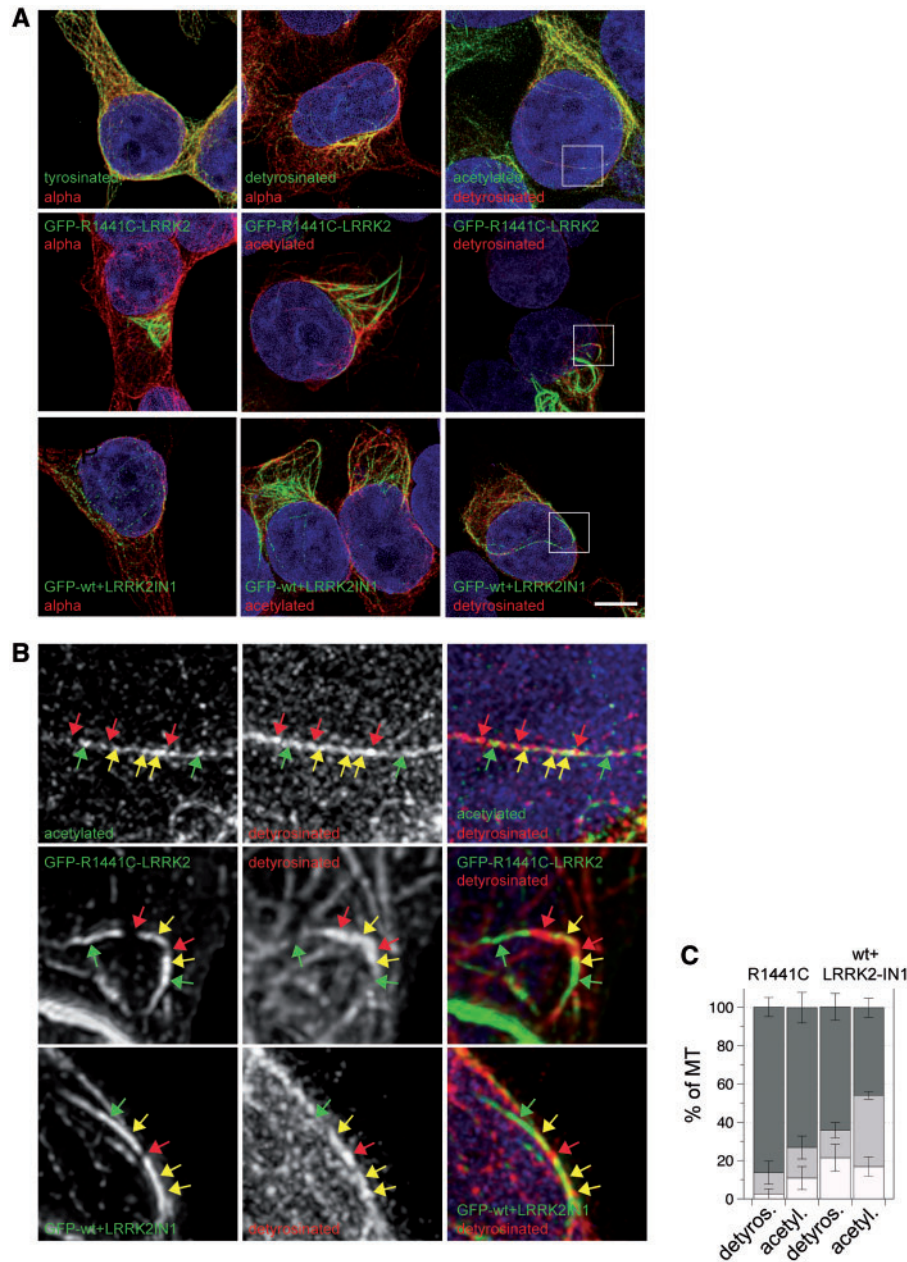 A
tyrosinated
alpha
detyrosinated
alpha
acetylated
detyrosinated
GFP-R1441C-LRRK2
alpha
GFP-R1441C-LRRK2
acetylated
GFP-R1441C-LRRK2
detyrosinated
GFP-wt+LRRK2IN1
alpha
GFP-wt+LRRK2IN1
acetylated
GFP-wt+LRRK2IN1
detyrosinated
B
acetylated
detyrosinated
acetylated
detyrosinated
GFP-R1441C-LRRK2
detyrosinated
GFP-R1441C-LRRK2
detyrosinated
GFP-wt+LRRK2IN1
detyrosinated
GFP-wt+LRRK2IN1
detyrosinated
C
wt+
R1441C LRRK2-IN1
100
80
60
40
20
0
% of MT
detyros.
acetyl.
detyros.
acetyl.